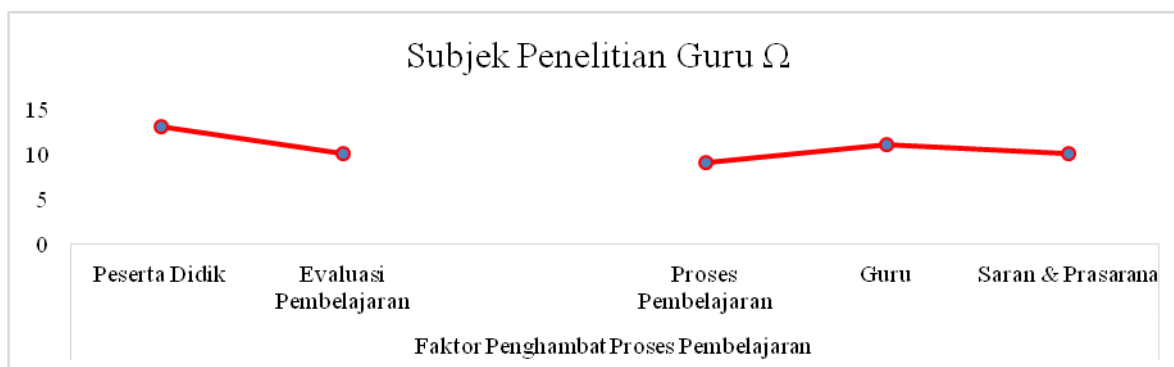 Subjek Penelitian Guru Ω
15
10
5
0
Peserta Didik
Evaluasi
Pembelajaran
Proses
Pembelajaran
Guru
Saran & Prasarana
Faktor Penghambat Proses Pembelajaran